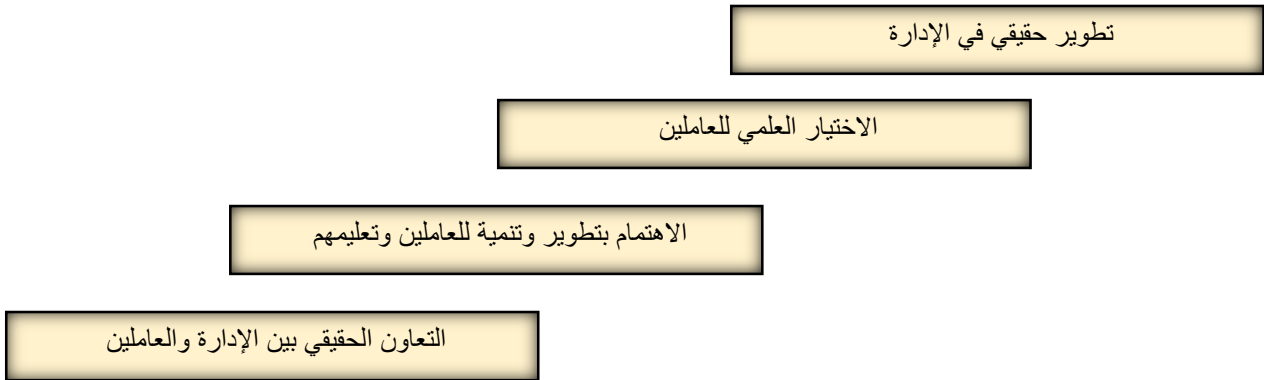 تطوير حقيقي في الإدارة
الاختيار العلمي للعاملين
الاهتمام بتطوير وتنمية للعاملين وتعليمهم
التعاون الحقيقي بين الإدارة والعاملين